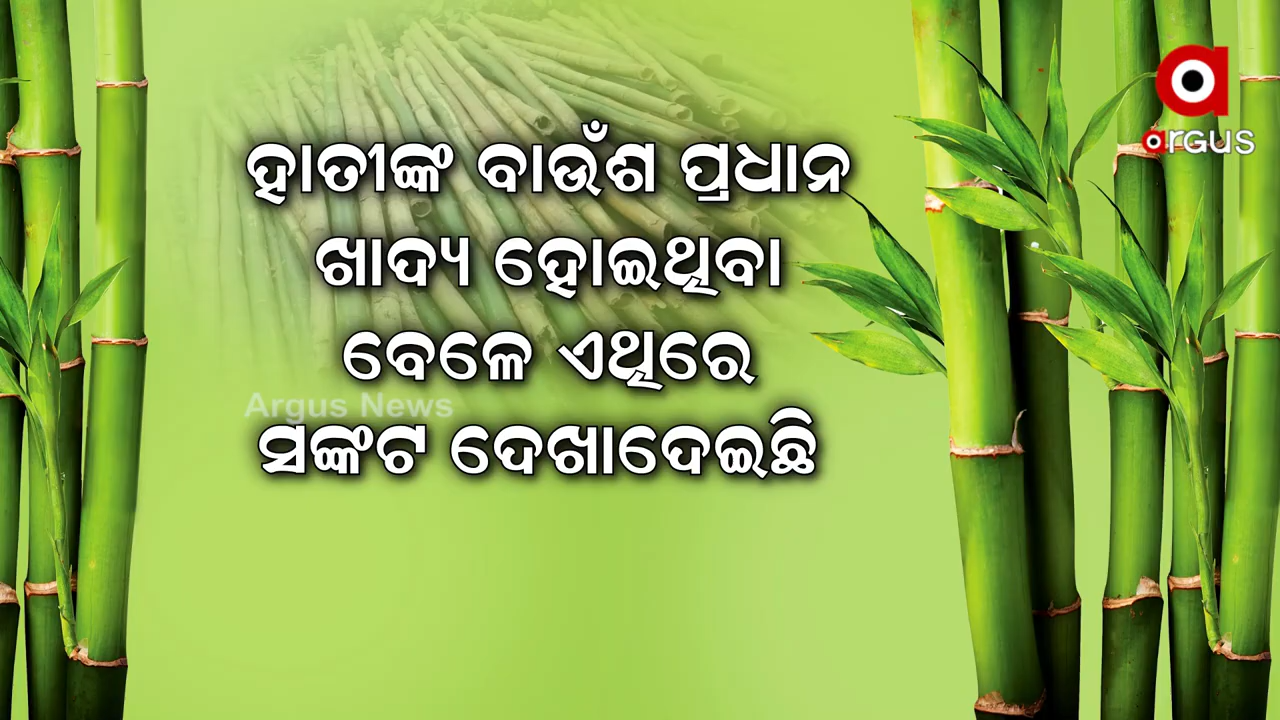 argus
ହାତୀଙ୍କ ବାଉଁଶ ପ୍ରଧାନ
ଖାଦ୍ୟ ହୋଇଥିବା
ବେଳେ ଏଥିରେ
Argus News
ସଙ୍କଟ ଦେଖାଦେଇଛି